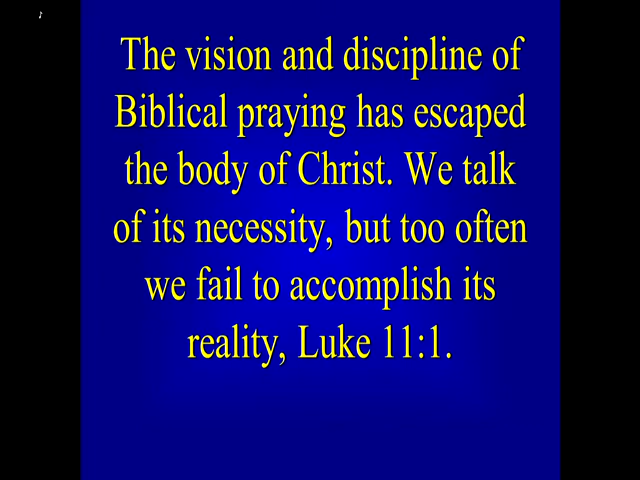 The vision and discipline of
Biblical praying has escaped
the body of Christ. We talk
of its necessity, but too often
we fail to accomplish its
reality, Luke 11:1.